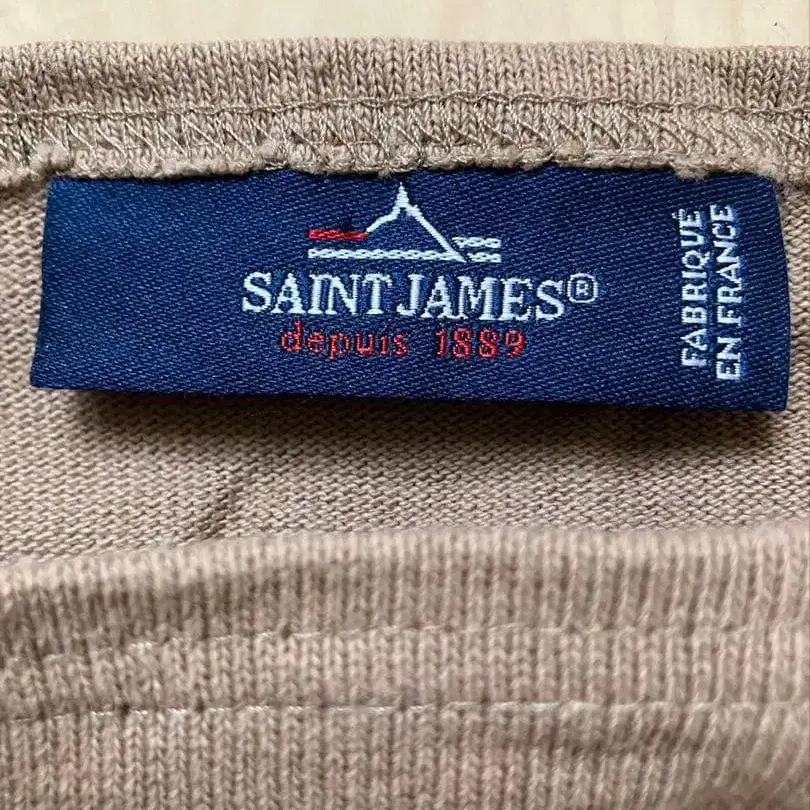 SAINT JAMES®
depuis 1889
FABRIQUÉ
EN FRANCE